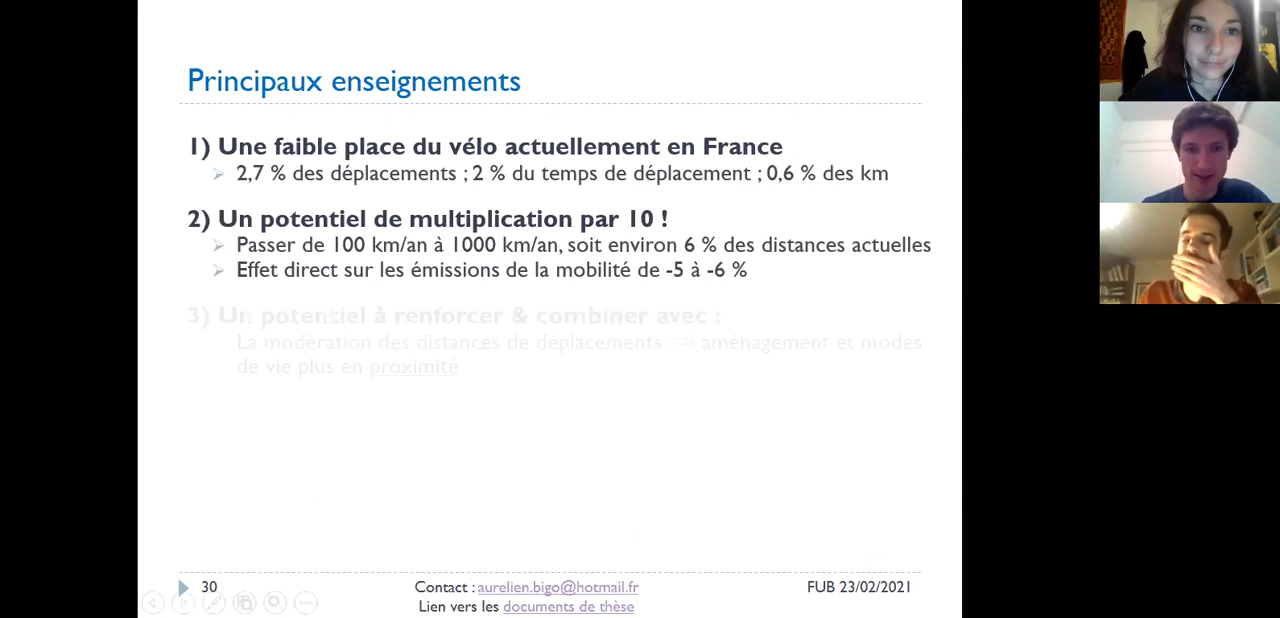 Principaux enseignements
1) Une faible place du vélo actuellement en France
2,7 % des déplacements ; 2 % du temps de déplacement ; 0,6 % des km
2) Un potentiel de multiplication par 10 !
Passer de 100 km/an à 1000 km/an, soit environ 6 % des distances actuelles
Effet direct sur les émissions de la mobilité de -5 à -6 %
3) Un potentiel à renforcer & combiner avec :
La modération des distances de déplacements => aménagement et modes
de vie plus en proximité
30
Contact : aurelien.bigo@hotmail.fr
Lien vers les documents de thèse
FUB 23/02/2021